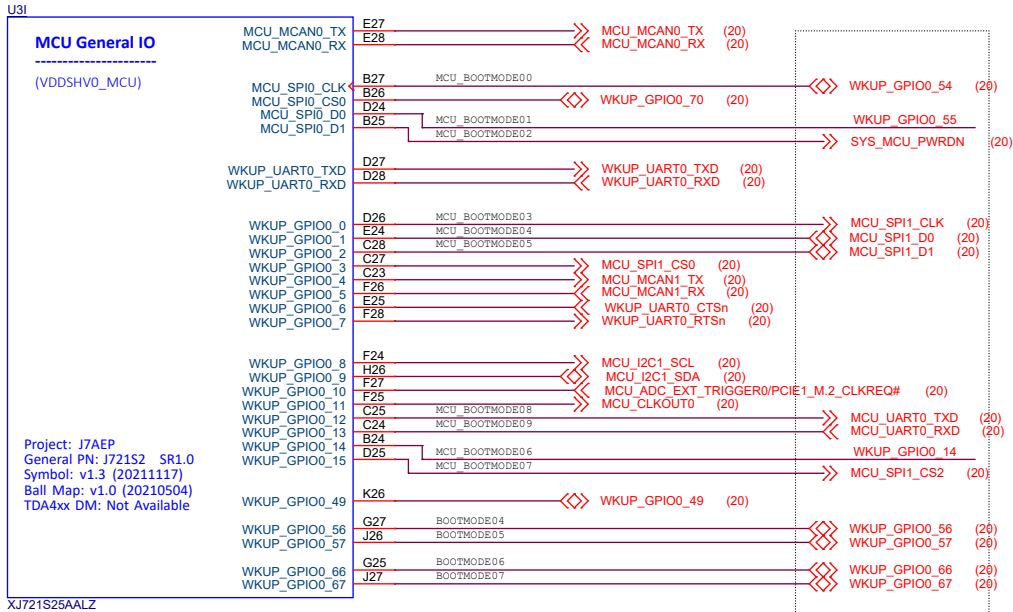 U3I
MCU General IO
----------------------
(VDDSHV0_MCU)
MCU_MCAN0_TX E27 MCU_MCAN0_TX (20)
MCU_MCAN0_RX E28 MCU_MCAN0_RX (20)
MCU_SPI0_CLK B27 MCU_BOOTMODE00 WKUP_GPIO0_54 (20)
MCU_SPI0_CS0 B26 WKUP_GPIO0_70 (20)
MCU_SPI0_D0 D24 MCU_BOOTMODE01 WKUP_GPIO0_55
MCU_SPI0_D1 B25 MCU_BOOTMODE02 SYS_MCU_PWRDN (20)
WKUP_UART0_TXD D27 WKUP_UART0_TXD (20)
WKUP_UART0_RXD D28 WKUP_UART0_RXD (20)
WKUP_GPIO0_0 D26 MCU_BOOTMODE03 MCU_SPI1_CLK (20)
WKUP_GPIO0_1 E24 MCU_BOOTMODE04 MCU_SPI1_D0 (20)
WKUP_GPIO0_2 C28 MCU_BOOTMODE05 MCU_SPI1_D1 (20)
WKUP_GPIO0_3 C27 MCU_SPI1_CS0 (20)
WKUP_GPIO0_4 C23 MCU_MCAN1_TX (20)
WKUP_GPIO0_5 F26 MCU_MCAN1_RX (20)
WKUP_GPIO0_6 E25 WKUP_UART0_CTSn (20)
WKUP_GPIO0_7 F28 WKUP_UART0_RTSn (20)
WKUP_GPIO0_8 F24 MCU_I2C1_SCL (20)
WKUP_GPIO0_9 H26 MCU_I2C1_SDA (20)
WKUP_GPIO0_10 F27 MCU_ADC_EXT_TRIGGER0/PCIE1_M.2_CLKREQ# (20)
WKUP_GPIO0_11 F25 MCU_CLKOUT0 (20)
WKUP_GPIO0_12 C25 MCU_BOOTMODE08 MCU_UART0_TXD (20)
WKUP_GPIO0_13 C24 MCU_BOOTMODE09 MCU_UART0_RXD (20)
WKUP_GPIO0_14 B24 MCU_BOOTMODE06 WKUP_GPIO0_14
WKUP_GPIO0_15 D25 MCU_BOOTMODE07 MCU_SPI1_CS2 (20)
WKUP_GPIO0_49 K26 WKUP_GPIO0_49 (20)
WKUP_GPIO0_56 G27 BOOTMODE04 WKUP_GPIO0_56 (20)
WKUP_GPIO0_57 J26 BOOTMODE05 WKUP_GPIO0_57 (20)
WKUP_GPIO0_66 G25 BOOTMODE06 WKUP_GPIO0_66 (20)
WKUP_GPIO0_67 J27 BOOTMODE07 WKUP_GPIO0_67 (20)
Project: J7AEP
General PN: J721S2 SR1.0
Symbol: v1.3 (20211117)
Ball Map: v1.0 (20210504)
TDA4xx DM: Not Available
XJ721S25AALZ